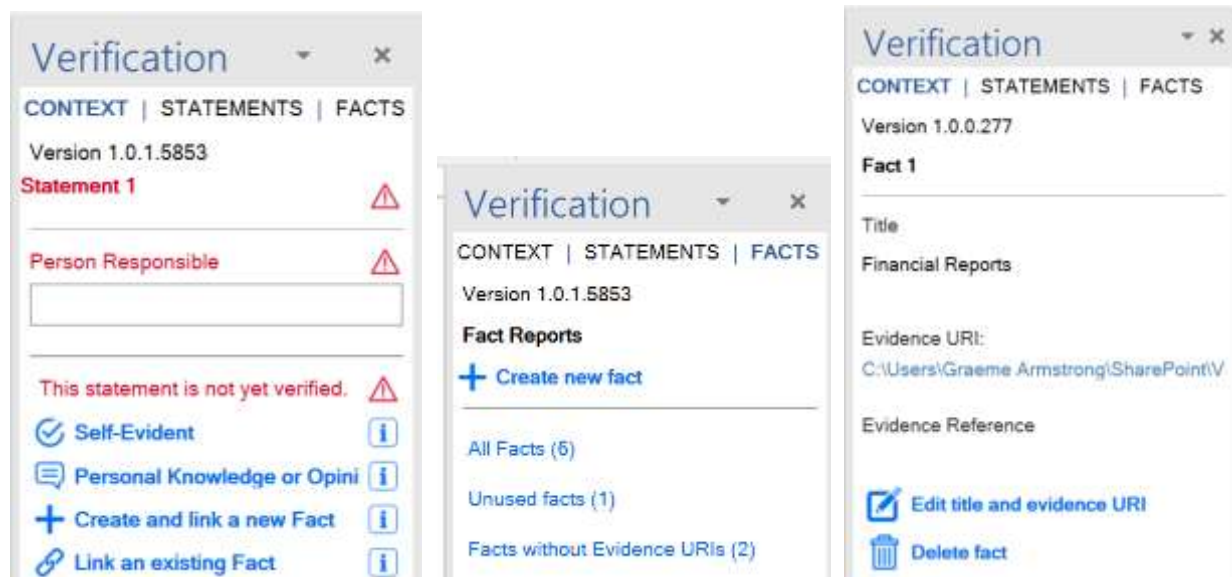 Verification
CONTEXT | STATEMENTS | FACTS
Version 1.0.1.5853
Statement 1
Person Responsible
This statement is not yet verified.
Self-Evident
Personal Knowledge or Opini
Create and link a new Fact
Link an existing Fact
Verification
CONTEXT | STATEMENTS | FACTS
Version 1.0.1.5853
Fact Reports
Create new fact
All Facts (6)
Unused facts (1)
Facts without Evidence URIs (2)
Verification
CONTEXT | STATEMENTS | FACTS
Version 1.0.0.277
Fact 1
Title
Financial Reports
Evidence URI:
C:\Users\Graeme Armstrong\SharePoint\V
Evidence Reference
Edit title and evidence URI
Delete fact